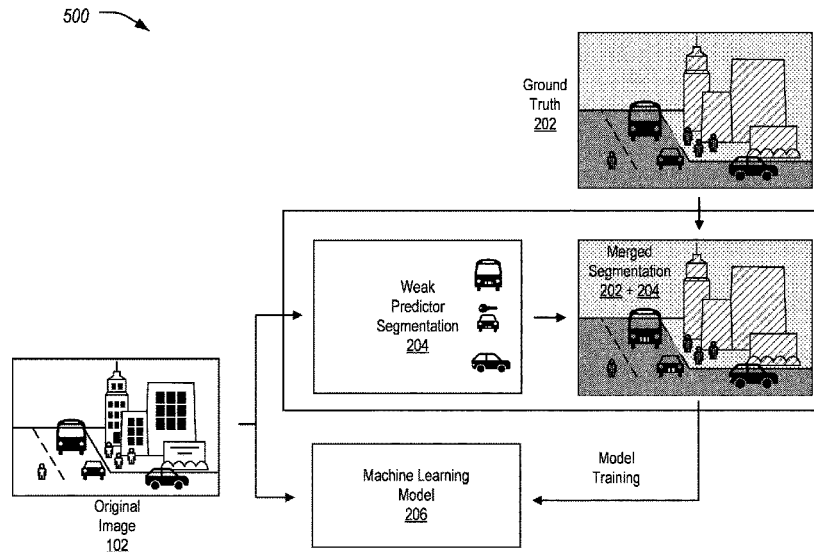 500
Ground
Truth
202
Weak
Predictor
Segmentation
204
Merged
Segmentation
202 + 204
Original
Image
102
Machine Learning
Model
206
Model
Training